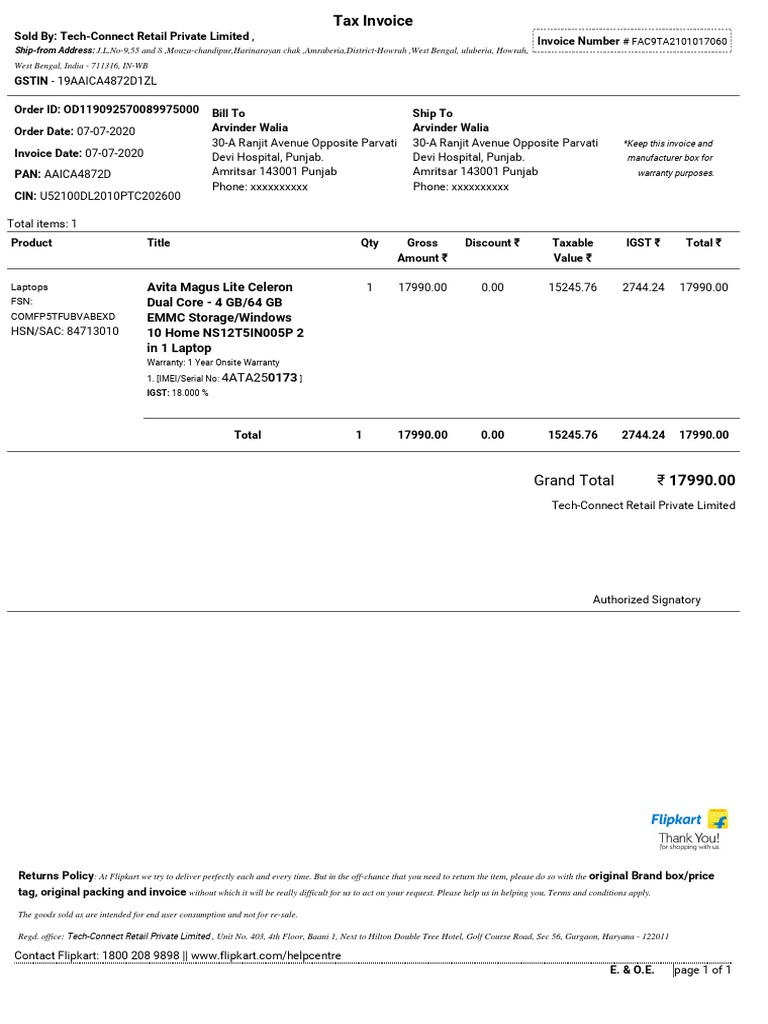 Tax Invoice
Sold By: Tech-Connect Retail Private Limited ,
Invoice Number # FAC9TA2101017060
Ship-from Address: J.L.No-9,55 and 8 ,Mouza-chandipur,Harinarayan chak ,Amraberia,District-Howrah ,West Bengal, uluberia, Howrah,
West Bengal, India - 711316, IN-WB
GSTIN - 19AAICA4872D1ZL
Order ID: OD119092570089975000
Order Date: 07-07-2020
Invoice Date: 07-07-2020
PAN: AAICA4872D
CIN: U52100DL2010PTC202600
Bill To
Arvinder Walia
30-A Ranjit Avenue Opposite Parvati
Devi Hospital, Punjab.
Amritsar 143001 Punjab
Phone: xxxxxxxxxx
Ship To
Arvinder Walia
30-A Ranjit Avenue Opposite Parvati
Devi Hospital, Punjab.
Amritsar 143001 Punjab
Phone: xxxxxxxxxx
*Keep this invoice and
manufacturer box for
warranty purposes.
Total items: 1
Product Title Qty Gross Amount ₹ Discount ₹ Taxable Value ₹ IGST ₹ Total ₹
Laptops
FSN:
COMFP5TFUBVABEXD
HSN/SAC: 84713010
Avita Magus Lite Celeron
Dual Core - 4 GB/64 GB
EMMC Storage/Windows
10 Home NS12T5IN005P 2
in 1 Laptop
Warranty: 1 Year Onsite Warranty
1. [IMEI/Serial No: 4ATA250173 ]
IGST: 18.000 %
1 17990.00 0.00 15245.76 2744.24 17990.00
Total 1 17990.00 0.00 15245.76 2744.24 17990.00
Grand Total ₹ 17990.00
Tech-Connect Retail Private Limited
Authorized Signatory
Flipkart
Thank You!
for shopping with us
Returns Policy: At Flipkart we try to deliver perfectly each and every time. But in the off-chance that you need to return the item, please do so with the original Brand box/price
tag, original packing and invoice without which it will be really difficult for us to act on your request. Please help us in helping you. Terms and conditions apply.
The goods sold as are intended for end user consumption and not for re-sale.
Regd. office: Tech-Connect Retail Private Limited , Unit No. 403, 4th Floor, Baani 1, Next to Hilton Double Tree Hotel, Golf Course Road, Sec 56, Gurgaon, Haryana - 122011
Contact Flipkart: 1800 208 9898 || www.flipkart.com/helpcentre
E. & O.E. page 1 of 1